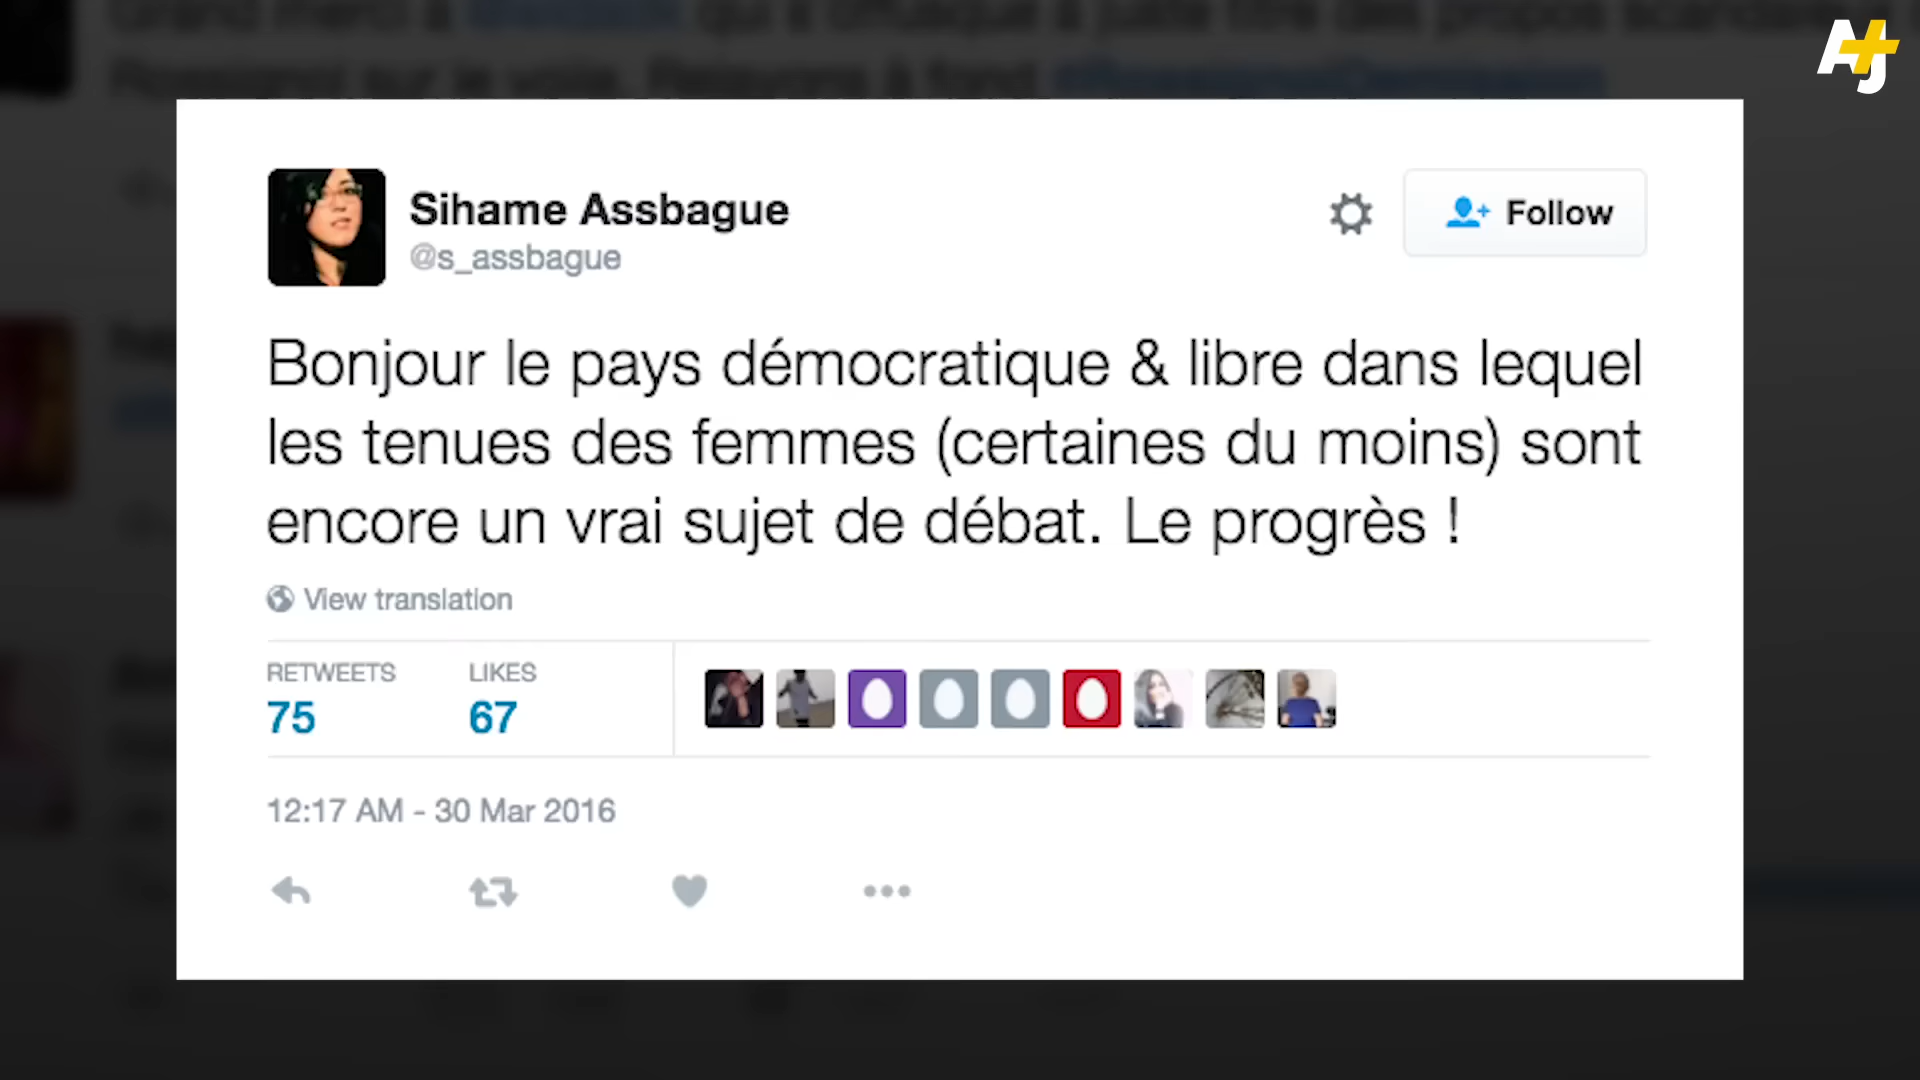 Sihame Assbague
@s_assbague
Follow
Bonjour le pays démocratique & libre dans lequel
les tenues des femmes (certaines du moins) sont
encore un vrai sujet de débat. Le progrès !
View translation
RETWEETS LIKES
75 67
12:17 AM - 30 Mar 2016
AJ+